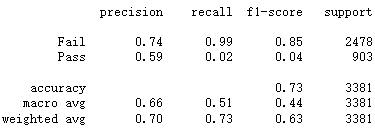 precision recall f1-score support
Fail 0.74 0.99 0.85 2478
Pass 0.59 0.02 0.04 903
accuracy 0.73 3381
macro avg 0.66 0.51 0.44 3381
weighted avg 0.70 0.73 0.63 3381